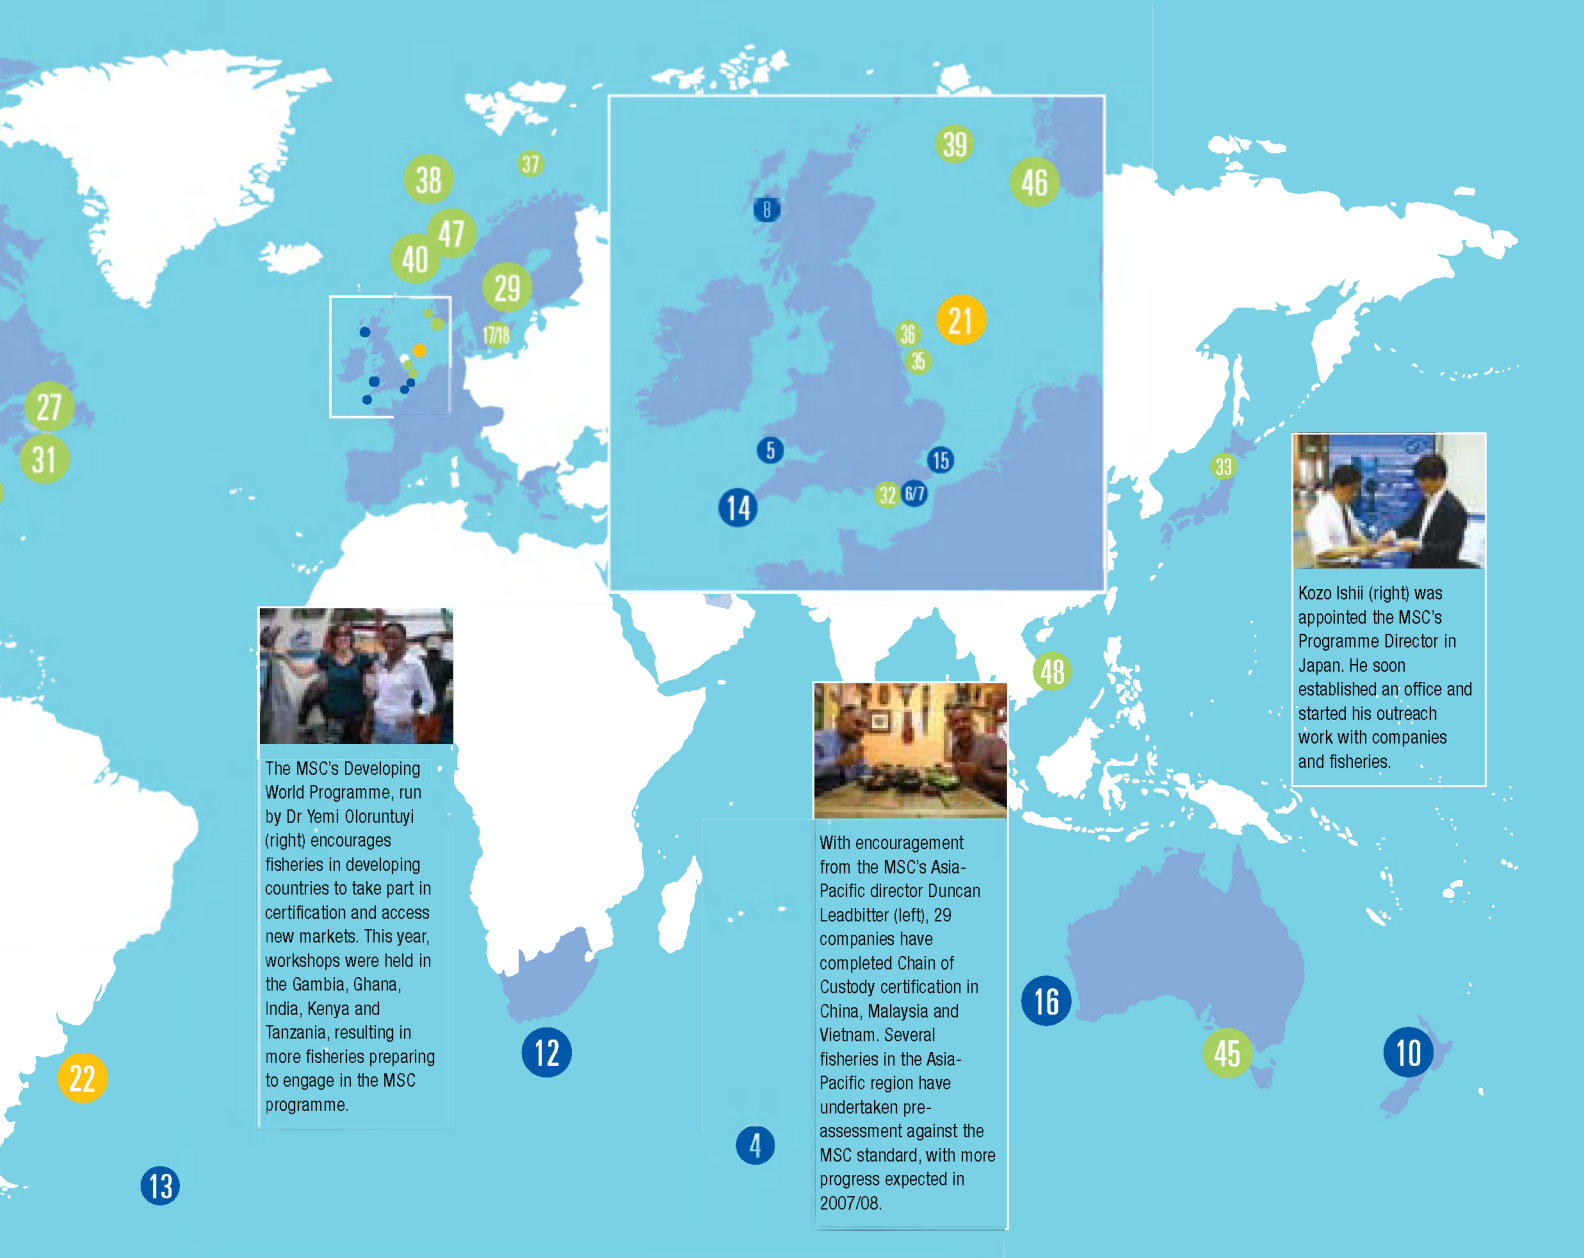 39
37
38
46
8
47
40
29
21
17/18
36
35
27
5
15
31
33
32
6/7
14
48
Kozo Ishii (right) was
appointed the MSC's
Programme Director in
Japan. He soon
established an office and
started his outreach
work with companies
and fisheries.
The MSC's Developing
World Programme, run
by Dr Yemi Oloruntuyi
(right) encourages
fisheries in developing
countries to take part in
certification and access
new markets. This year,
workshops were held in
the Gambia, Ghana,
India, Kenya and
Tanzania, resulting in
more fisheries preparing
to engage in the MSC
programme.
With encouragement
from the MSC's Asia-
Pacific director Duncan
Leadbitter (left), 29
companies have
completed Chain of
Custody certification in
China, Malaysia and
Vietnam. Several
fisheries in the Asia-
Pacific region have
undertaken pre-
assessment against the
MSC standard, with more
progress expected in
2007/08.
16
12
45
10
22
4
13